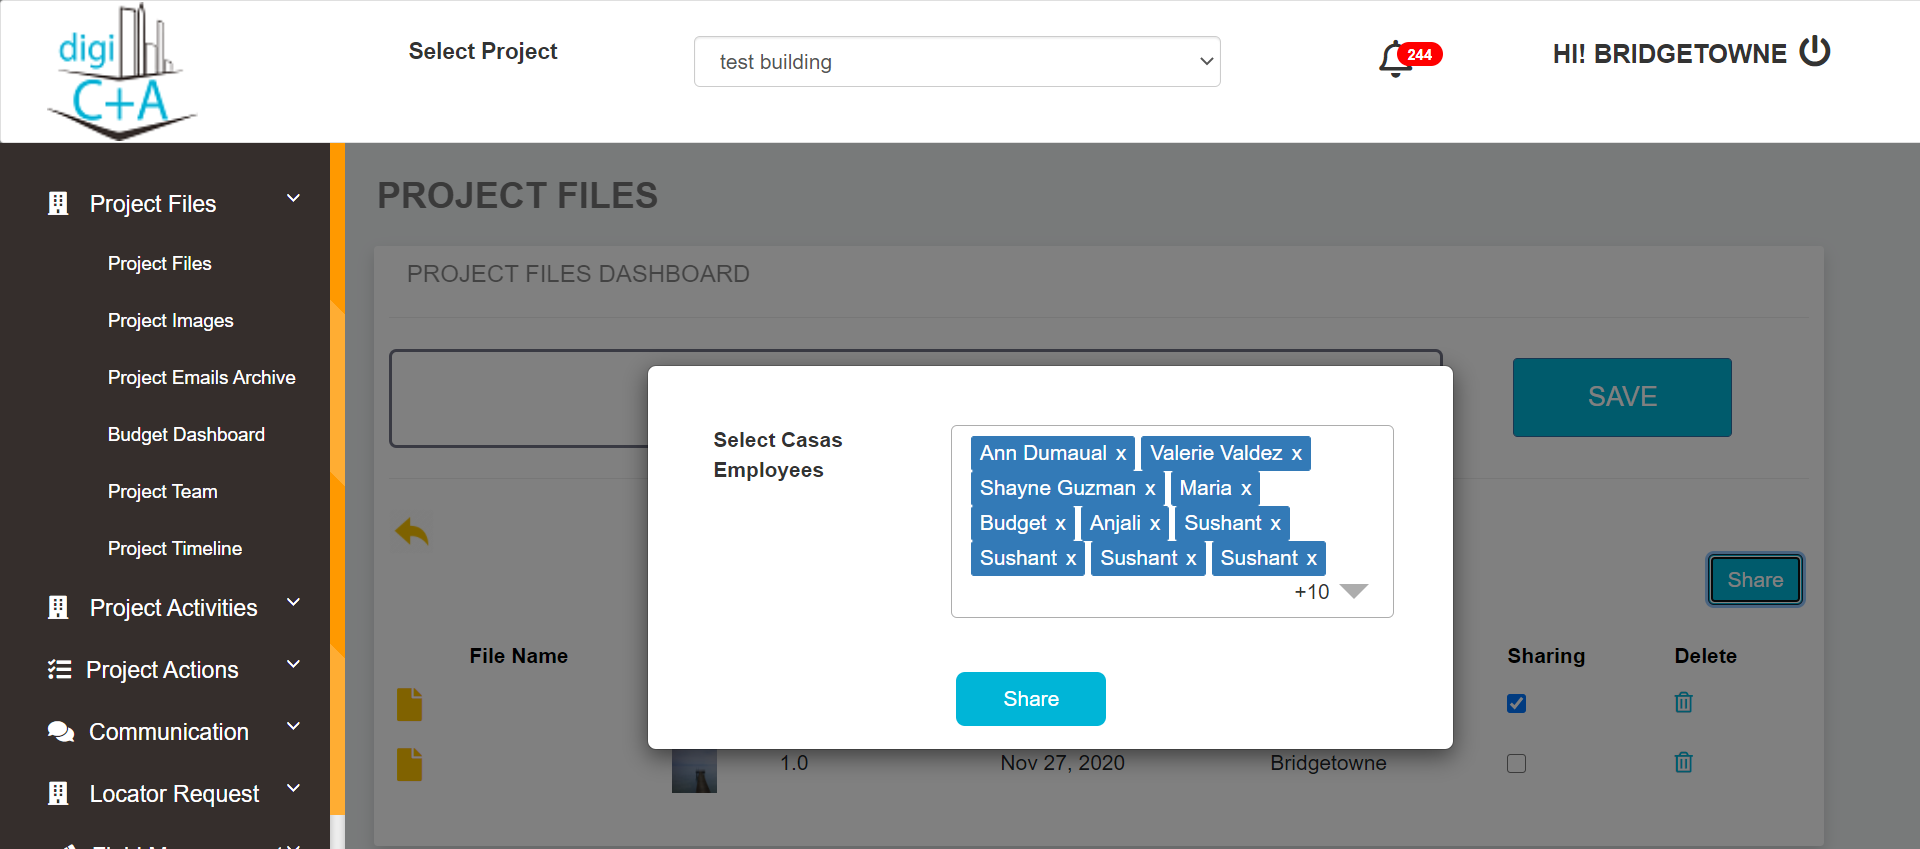 digi
C+A
Select Project
test building
244
HI! BRIDGETOWNE
Project Files
Project Files
Project Images
Project Emails Archive
Budget Dashboard
Project Team
Project Timeline
Project Activities
Project Actions
Communication
Locator Request
PROJECT FILES
PROJECT FILES DASHBOARD
SAVE
Select Casas
Employees
Ann Dumaual x Valerie Valdez x
Shayne Guzman x Maria x
Budget x Anjali x Sushant x
Sushant x Sushant x Sushant x
+10
Share
Share
File Name Sharing Delete
1.0 Nov 27, 2020 Bridgetowne